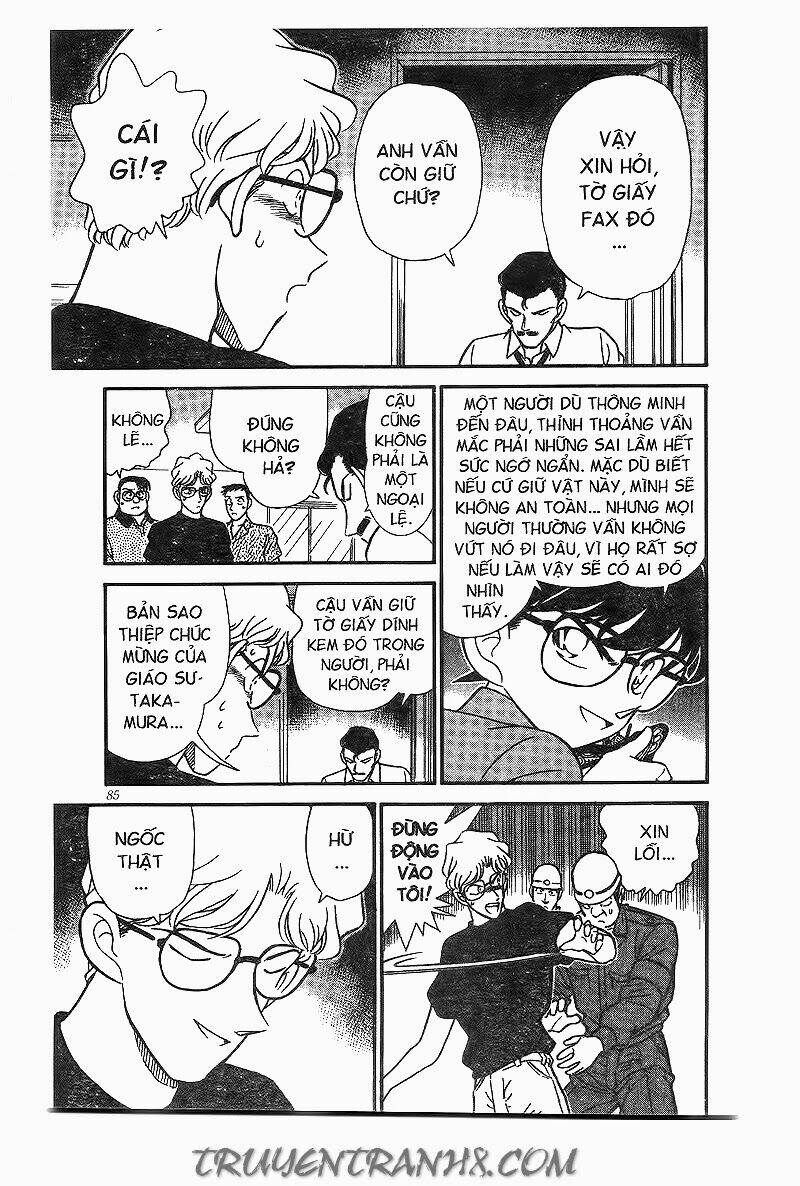 VẬY
XIN HỎI,
TỜ GIẤY
FAX ĐÓ
...
ANH VẪN
CÒN GIỮ
CHỨ?
CÁI
GÌ!?
MỘT NGƯỜI DÙ THÔNG MINH
ĐẾN ĐÂU, THỈNH THOẢNG VẪN
MẮC PHẢI NHỮNG SAI LẦM HẾT
SỨC NGỚ NGẨN. MẶC DÙ BIẾT
NẾU CỨ GIỮ VẬT NÀY, MÌNH SẼ
KHÔNG AN TOÀN... NHƯNG MỌI
NGƯỜI THƯỜNG VẪN KHÔNG
VỨT NÓ ĐI ĐÂU, VÌ HỌ RẤT SỢ
NẾU LÀM VẬY SẼ CÓ AI ĐÓ
NHÌN
THẤY.
CẬU
CŨNG
KHÔNG
PHẢI LÀ
MỘT
NGOẠI
LỆ.
ĐÚNG
KHÔNG
HẢ?
KHÔNG
LẼ...
CẬU VẪN GIỮ
TỜ GIẤY DÍNH
KEM ĐÓ TRONG
NGƯỜI, PHẢI
KHÔNG?
BẢN SAO
THIỆP CHÚC
MỪNG CỦA
GIÁO SƯ-
TAKA-
MURA...
85
XIN
LỖI...
ĐỪNG
ĐỘNG
VÀO
TÔI!
HỪ
...
NGỐC
THẬT
...
TRUYENTRANH8.COM